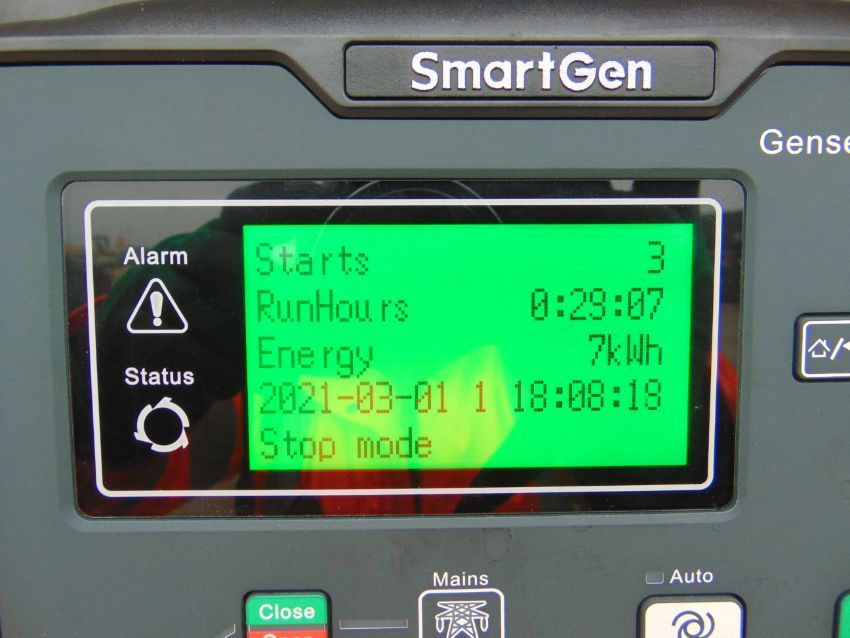 SmartGen
Gense
Alarm
Status
Starts 3
RunHours 0:29:07
Energy 7kWh
2021-03-01 1 18:08:18
Stop mode
Mains
Auto
Close
Open